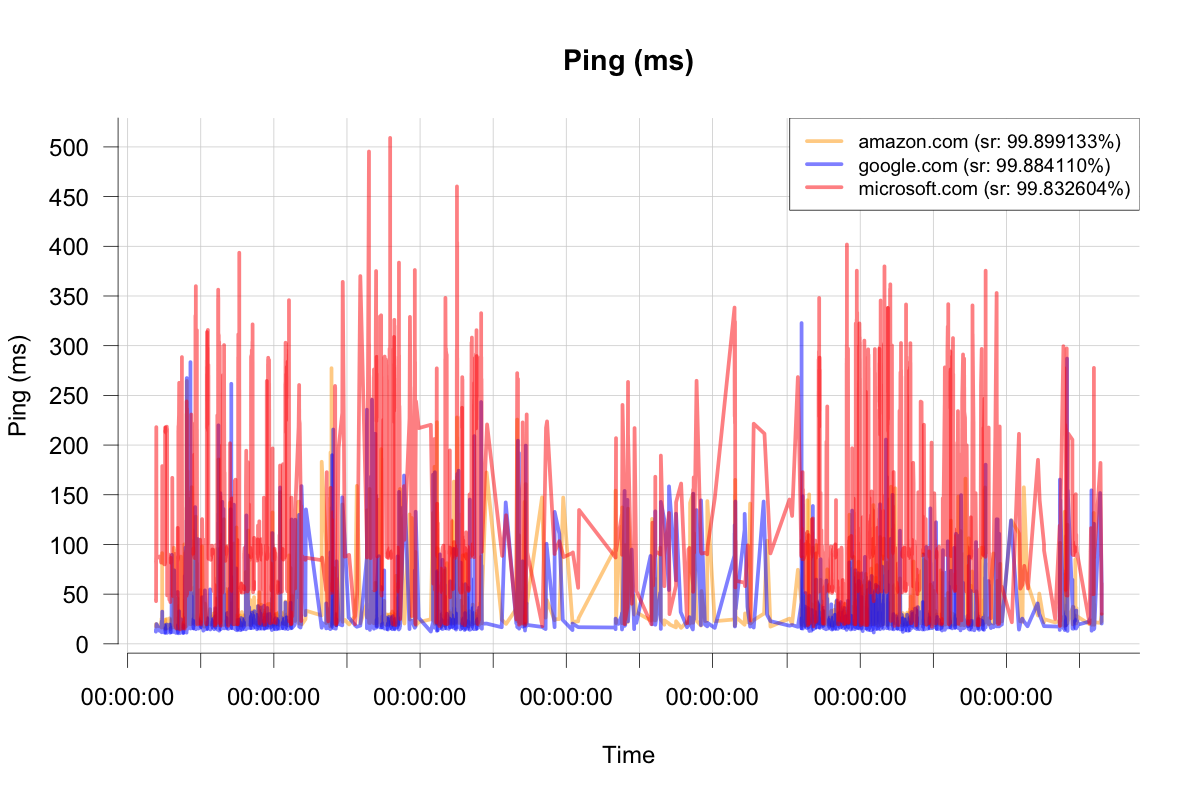 Ping (ms)
amazon.com (sr: 99.899133%)
google.com (sr: 99.884110%)
microsoft.com (sr: 99.832604%)
500
450
400
350
300
250
200
150
100
50
0
Ping (ms)
00:00:00 00:00:00 00:00:00 00:00:00 00:00:00 00:00:00 00:00:00
Time